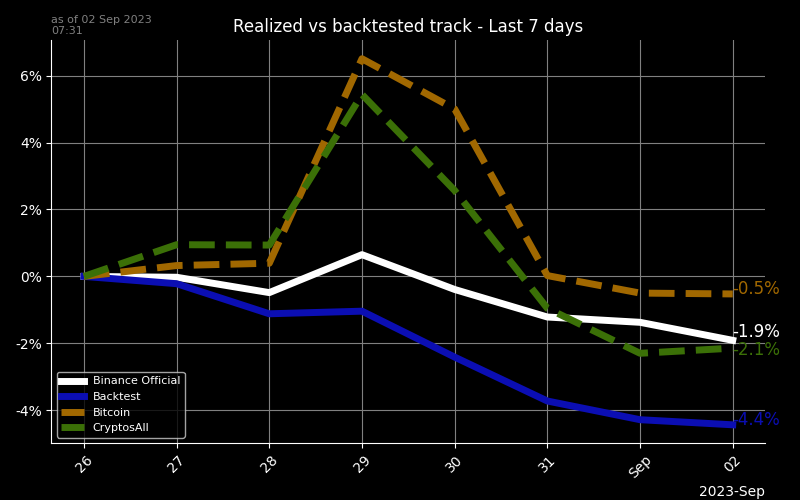 as of 02 Sep 2023
07:31
Realized vs backtested track - Last 7 days
6%
4%
2%
0%
-2%
-4%
-0.5%
-1.9%
-2.1%
-4.4%
Binance Official
Backtest
Bitcoin
CryptosAll
26
27
28
29
30
31
Sep
02
2023-Sep